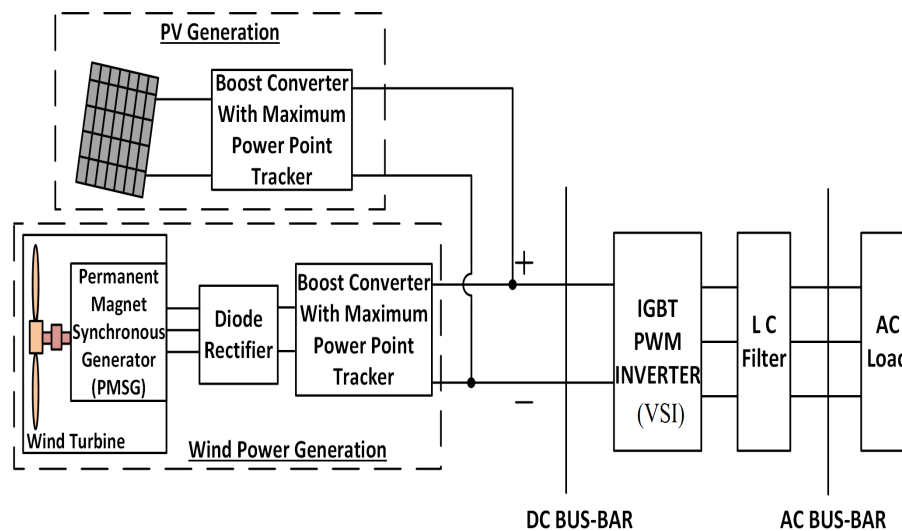 PV Generation
Boost Converter
With Maximum
Power Point
Tracker
Permanent
Magnet
Synchronous
Generator
(PMSG)
Wind Turbine
Diode
Rectifier
Boost Converter
With Maximum
Power Point
Tracker
Wind Power Generation
+
−
IGBT
PWM
INVERTER
(VSI)
L C
Filter
AC
Load
DC BUS-BAR
AC BUS-BAR